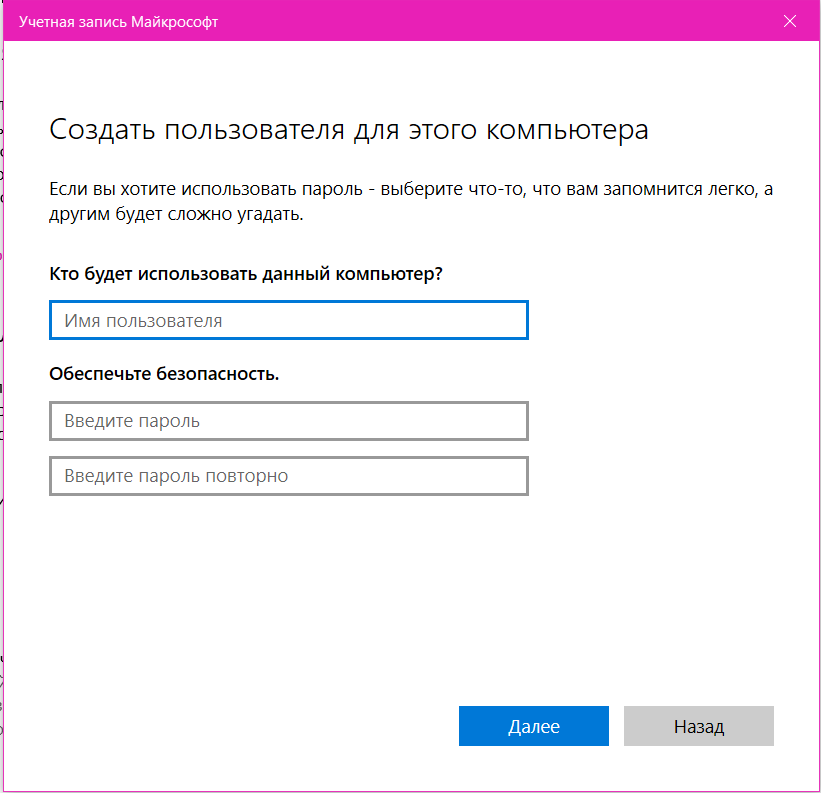 Учетная запись Майкрософт
Создать пользователя для этого компьютера
Если вы хотите использовать пароль - выберите что-то, что вам запомнится легко, а
другим будет сложно угадать.
Кто будет использовать данный компьютер?
Имя пользователя
Обеспечьте безопасность.
Введите пароль
Введите пароль повторно
Далее
Назад